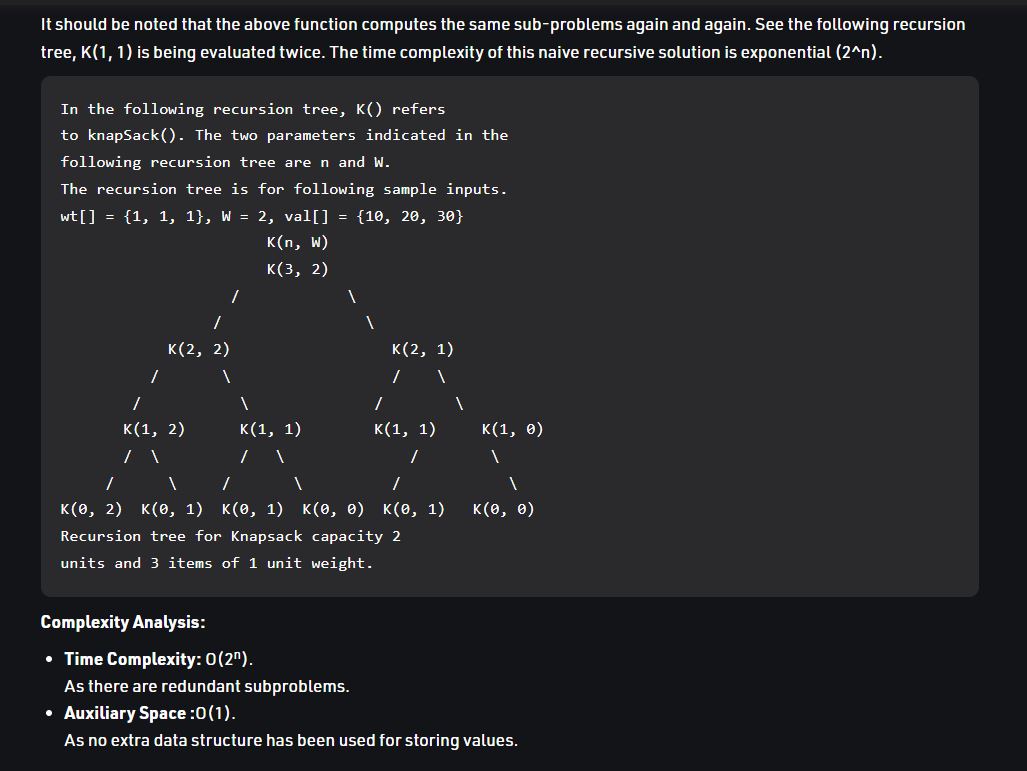 It should be noted that the above function computes the same sub-problems again and again. See the following recursion
tree, K(1, 1) is being evaluated twice. The time complexity of this naive recursive solution is exponential (2^n).
In the following recursion tree, K() refers
to knapSack(). The two parameters indicated in the
following recursion tree are n and W.
The recursion tree is for following sample inputs.
wt[] = {1, 1, 1}, W = 2, val[] = {10, 20, 30}
K(n, W)
K(3, 2)
/ \
/ \
K(2, 2) K(2, 1)
/ \ / \
/ \ / \
K(1, 2) K(1, 1) K(1, 1) K(1, 0)
/ \ / \ / \
/ \ / \ / \
K(0, 2) K(0, 1) K(0, 1) K(0, 0) K(0, 1) K(0, 0)
Recursion tree for Knapsack capacity 2
units and 3 items of 1 unit weight.
Complexity Analysis:
• Time Complexity: O(2ⁿ).
As there are redundant subproblems.
• Auxiliary Space :O(1).
As no extra data structure has been used for storing values.